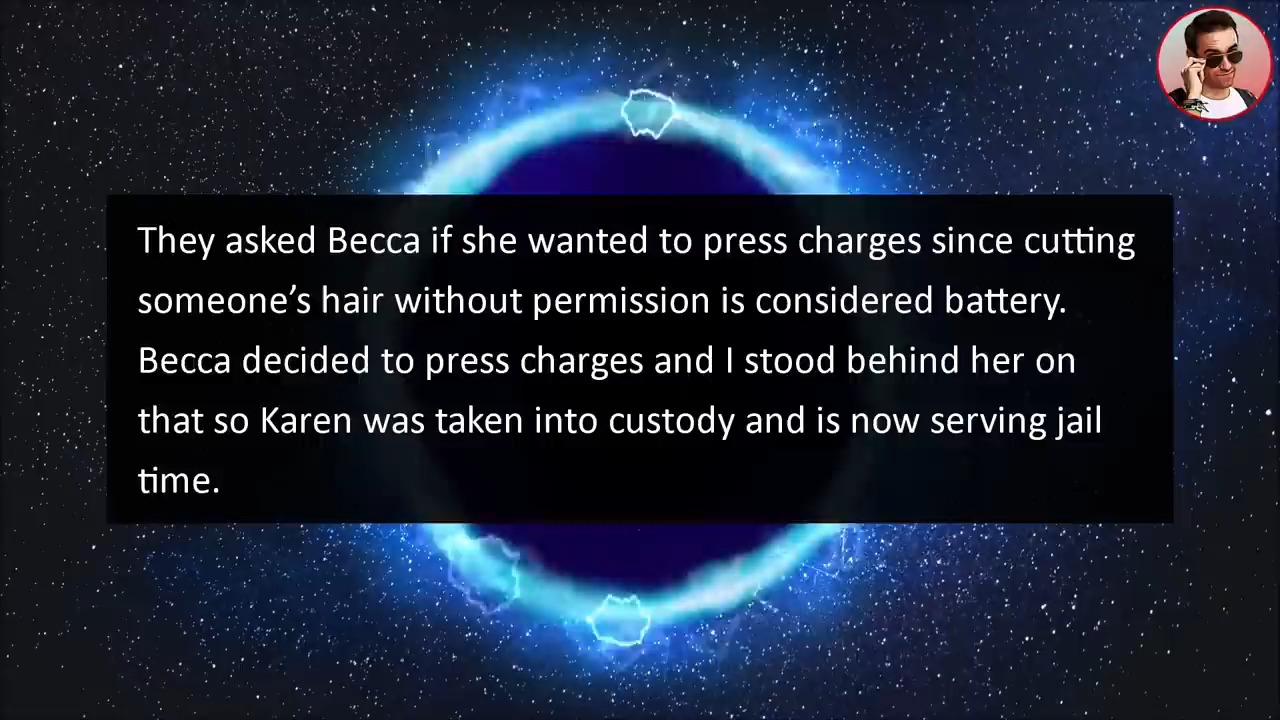 They asked Becca if she wanted to press charges since cutting
someone’s hair without permission is considered battery.
Becca decided to press charges and I stood behind her on
that so Karen was taken into custody and is now serving jail
time.